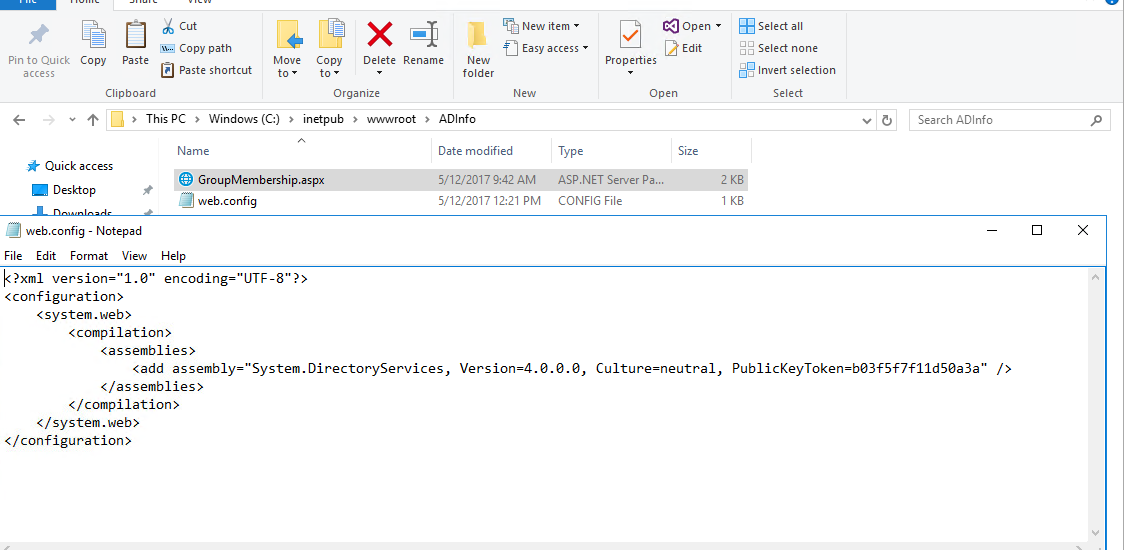 File Home Share View
Pin to Quick access
Copy
Paste
Cut
Copy path
Paste shortcut
Clipboard
Move to
Copy to
Delete
Rename
Organize
New folder
New item
Easy access
New
Properties
Open
Edit
Open
Select all
Select none
Invert selection
Select
This PC > Windows (C:) > inetpub > wwwroot > ADInfo
Search ADInfo
Quick access
Desktop
Downloads
Name Date modified Type Size
GroupMembership.aspx 5/12/2017 9:42 AM ASP.NET Server Pa... 2 KB
web.config 5/12/2017 12:21 PM CONFIG File 1 KB
web.config - Notepad
File Edit Format View Help
<?xml version="1.0" encoding="UTF-8"?>
<configuration>
    <system.web>
        <compilation>
            <assemblies>
                <add assembly="System.DirectoryServices, Version=4.0.0.0, Culture=neutral, PublicKeyToken=b03f5f7f11d50a3a" />
            </assemblies>
        </compilation>
    </system.web>
</configuration>